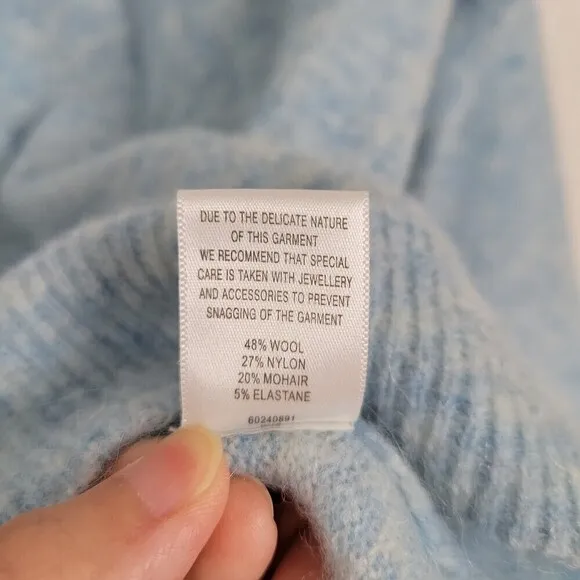 DUE TO THE DELICATE NATURE
OF THIS GARMENT
WE RECOMMEND THAT SPECIAL
CARE IS TAKEN WITH JEWELLERY
AND ACCESSORIES TO PREVENT
SNAGGING OF THE GARMENT
48% WOOL
27% NYLON
20% MOHAIR
5% ELASTANE
60240891